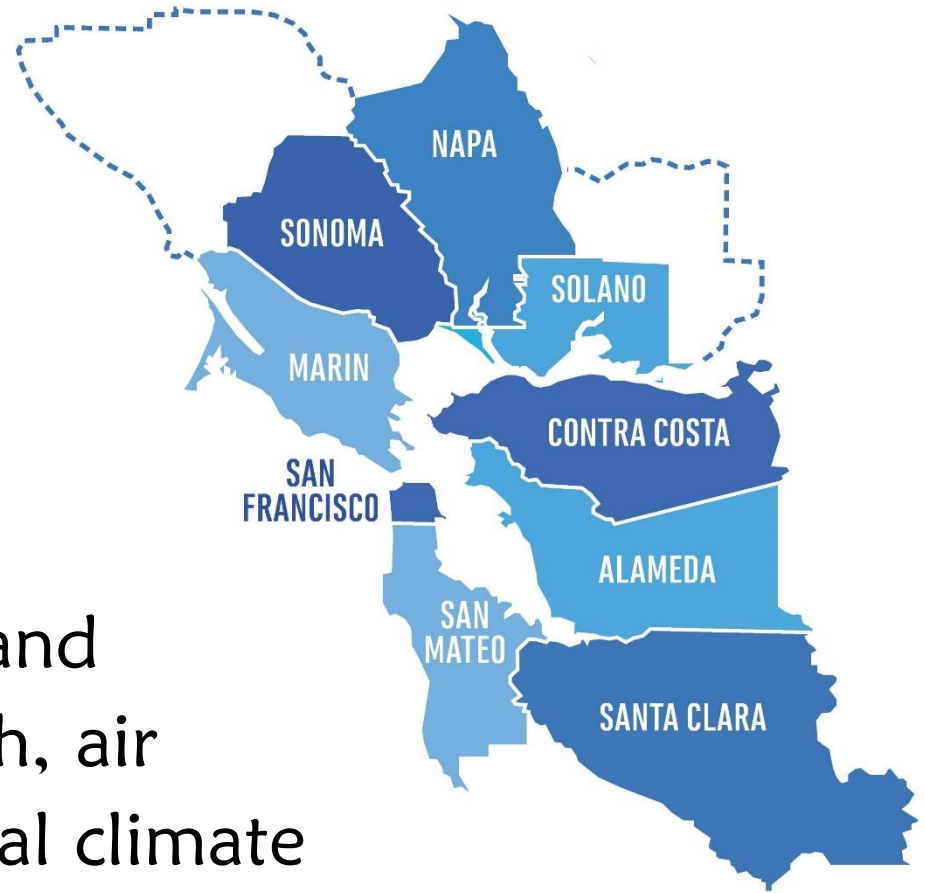 NAPA
SONOMA
SOLANO
MARIN
CONTRA COSTA
SAN
FRANCISCO
ALAMEDA
SAN
MATEO
SANTA CLARA
and
h, air
al climate